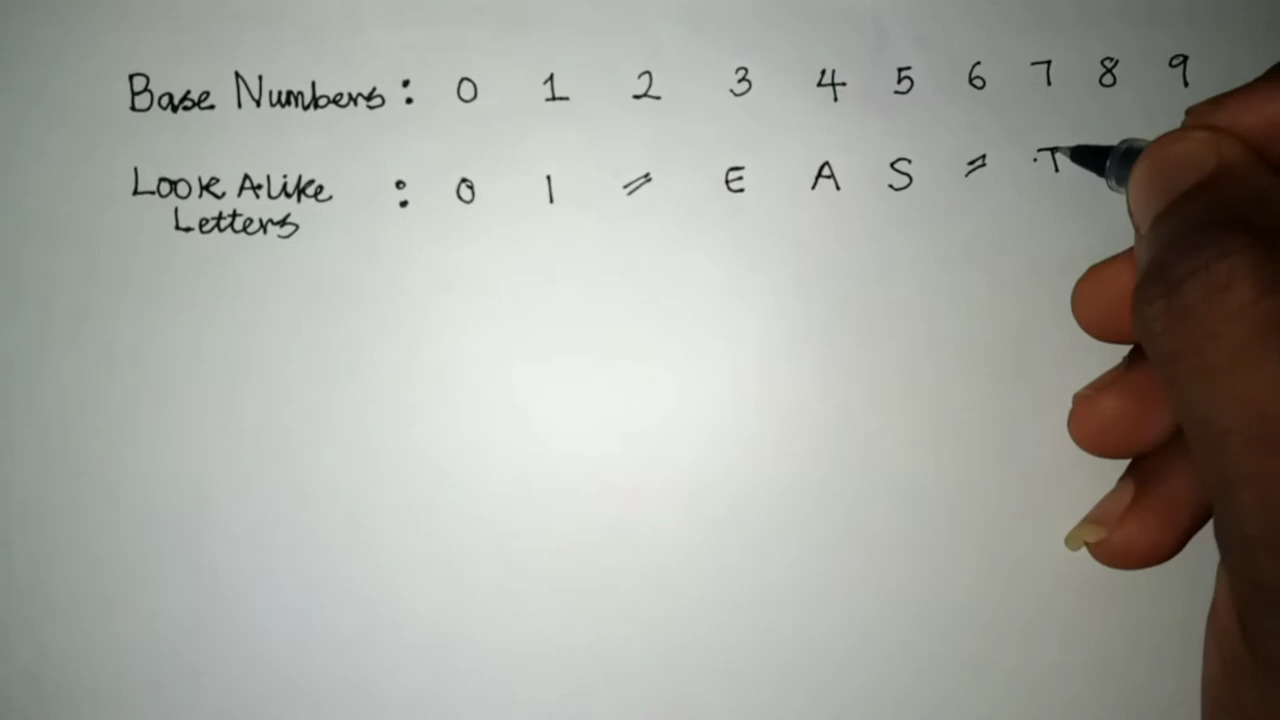 Base Numbers : 0 1 2 3 4 5 6 7 8 9
Look Alike : O I = E A S = T
Letters